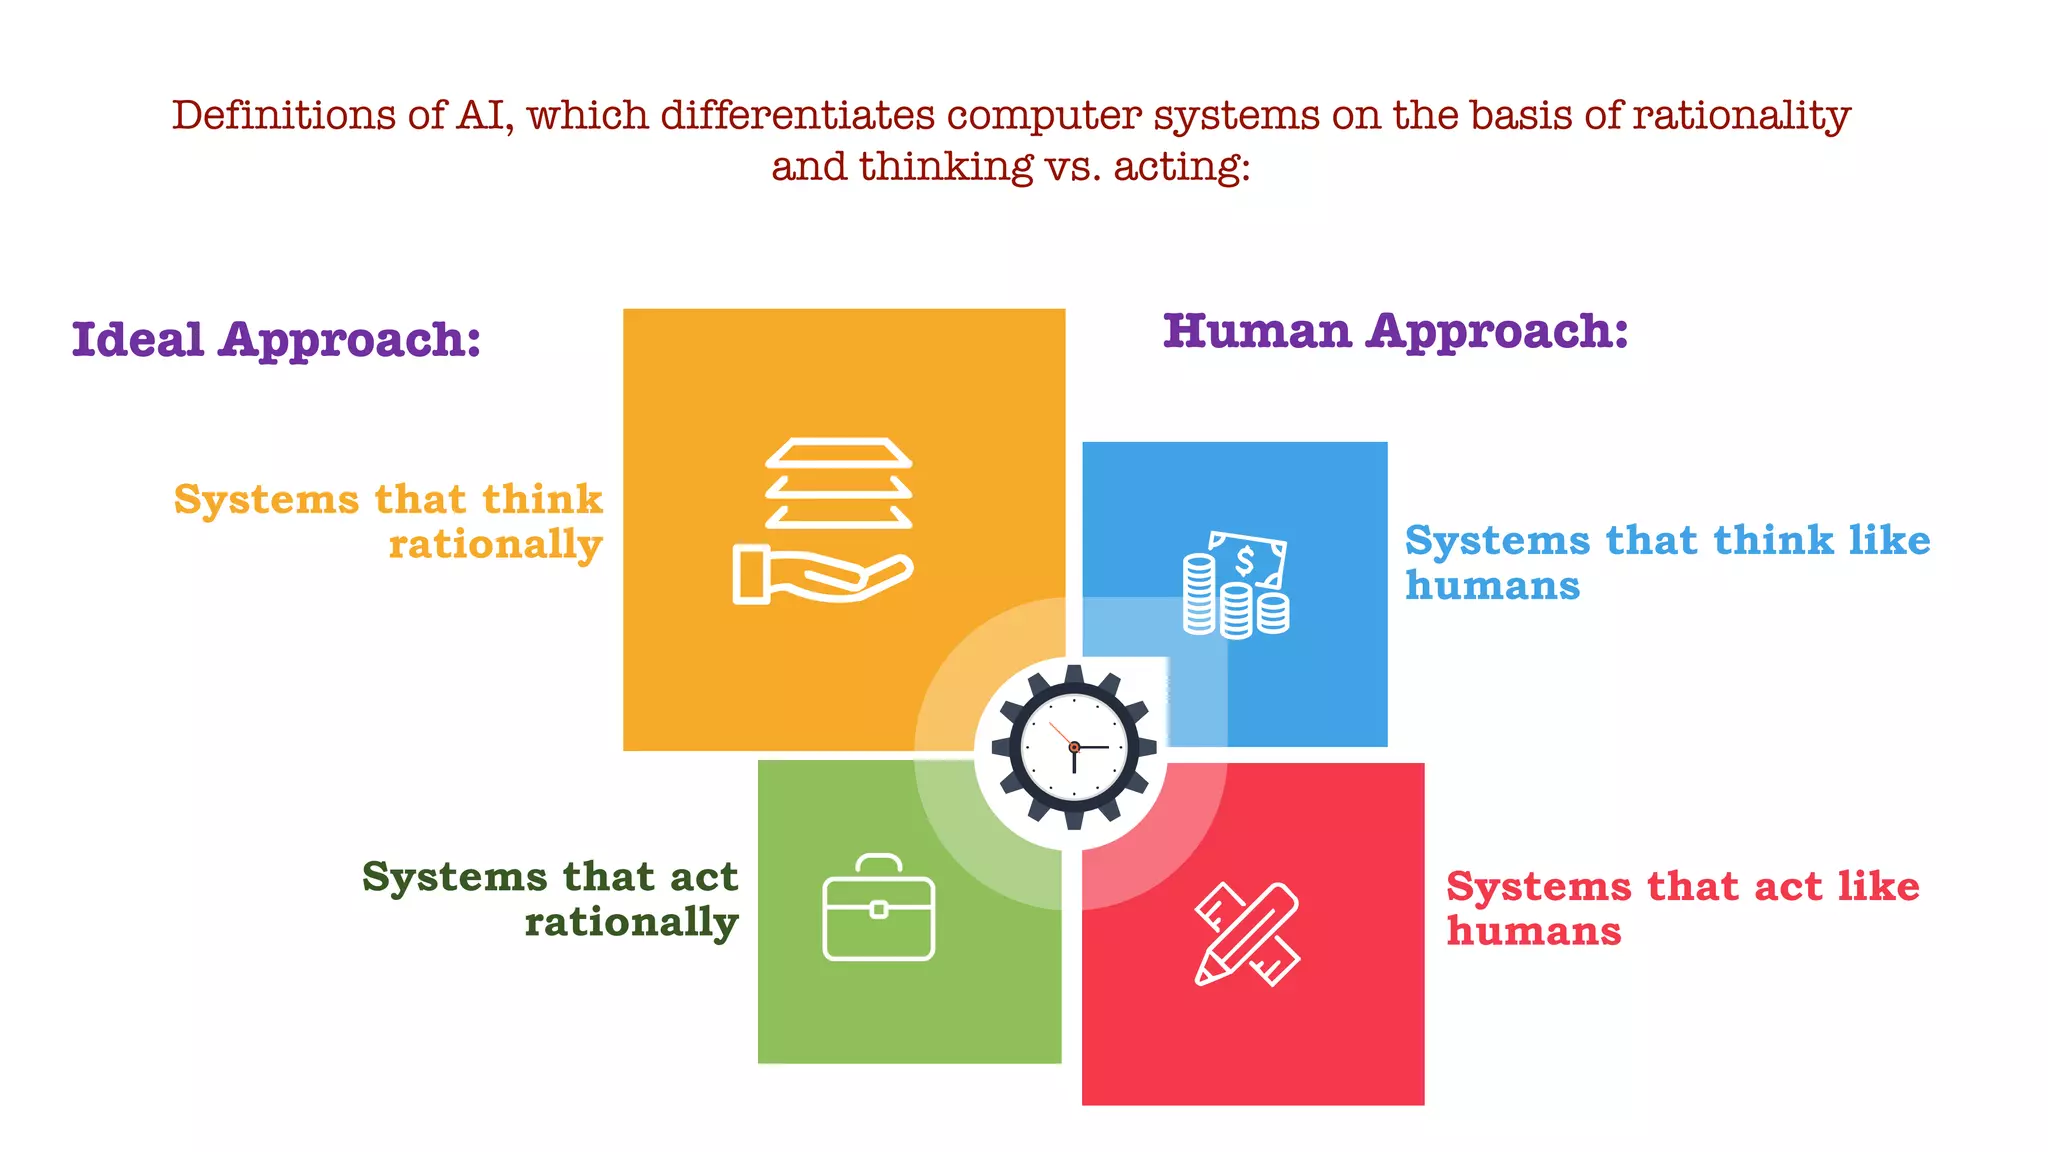 Definitions of AI, which differentiates computer systems on the basis of rationality
and thinking vs. acting:
Ideal Approach:
Human Approach:
Systems that think
rationally
Systems that think like
humans
$
Systems that act
rationally
Systems that act like
humans